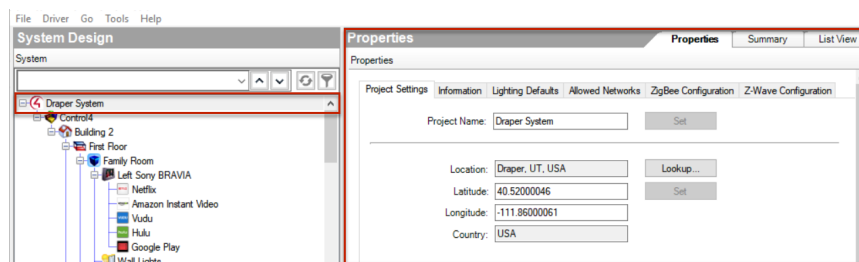 File Driver Go Tools Help
System Design
System
Draper System
Control4
Building 2
First Floor
Family Room
Left Sony BRAVIA
Netflix
Amazon Instant Video
Vudu
Hulu
Google Play
Wall Lights
Properties
Properties Summary List View
Properties
Project Settings Information Lighting Defaults Allowed Networks ZigBee Configuration Z-Wave Configuration
Project Name: Draper System Set
Location: Draper, UT, USA Lookup...
Latitude: 40.52000046 Set
Longitude: -111.86000061
Country: USA